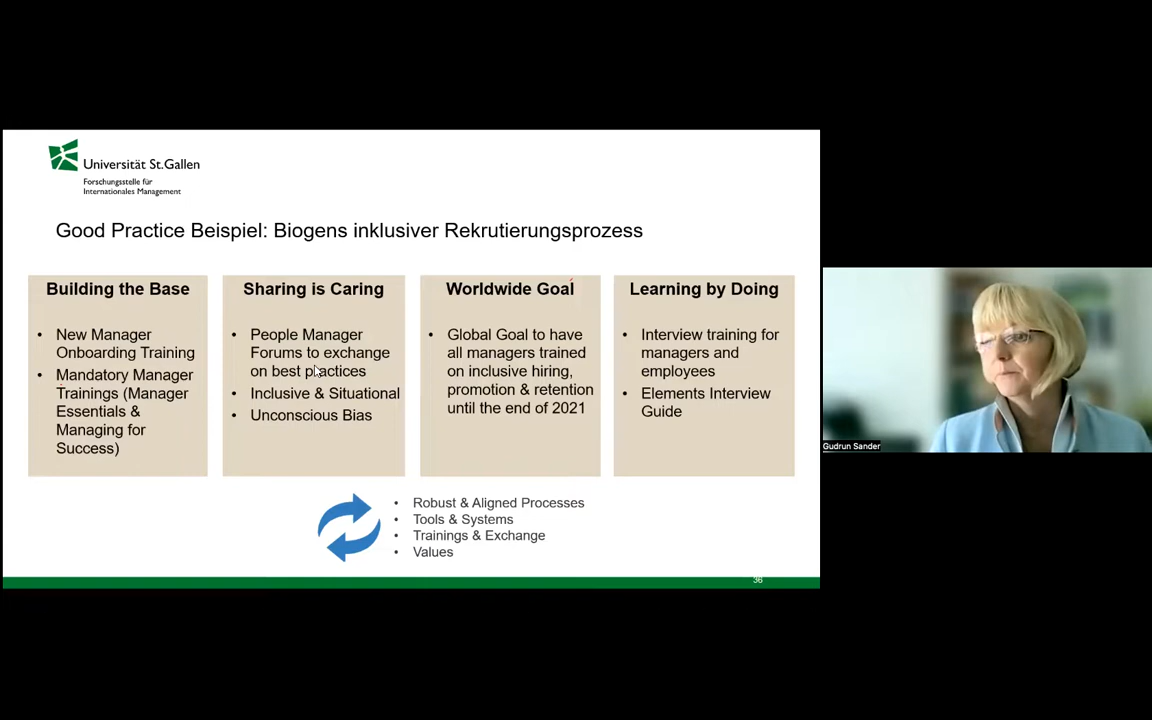 Universität St.Gallen
Forschungsstelle für
Internationales Management
Good Practice Beispiel: Biogens inklusiver Rekrutierungsprozess
Building the Base
• New Manager
Onboarding Training
• Mandatory Manager
Trainings (Manager
Essentials &
Managing for
Success)
Sharing is Caring
• People Manager
Forums to exchange
on best practices
• Inclusive & Situational
• Unconscious Bias
Worldwide Goal
• Global Goal to have
all managers trained
on inclusive hiring,
promotion & retention
until the end of 2021
Learning by Doing
• Interview training for
managers and
employees
• Elements Interview
Guide
• Robust & Aligned Processes
• Tools & Systems
• Trainings & Exchange
• Values
36
Gudrun Sander